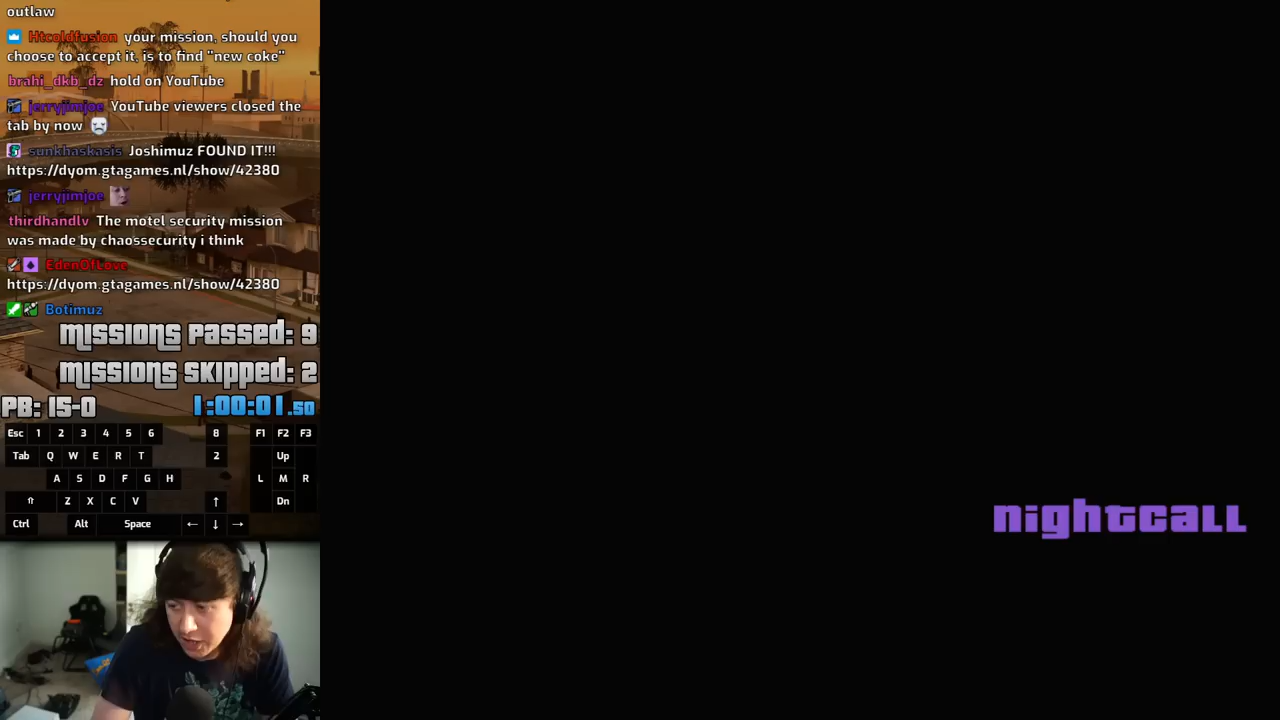 outlaw
Htcoldfusion your mission, should you
choose to accept it, is to find "new coke"
brahi_dkb_dz hold on YouTube
jerryjimjoe YouTube viewers closed the
tab by now
sunkhaskasis Joshimuz FOUND IT!!!
https://dyom.gtagames.nl/show/42380
jerryjimjoe
thirdhandlv The motel security mission
was made by chaossecurity i think
EdenOfLove
https://dyom.gtagames.nl/show/42380
Botimuz
missions passed: 9
missions skipped: 2
PB: 15-0 1:00:01.50
Esc 1 2 3 4 5 6 8 F1 F2 F3
Tab Q W E R T 2 Up
A S D F G H L M R
⇧ Z X C V ↑ Dn
Ctrl Alt Space ← ↓ →
nightcall